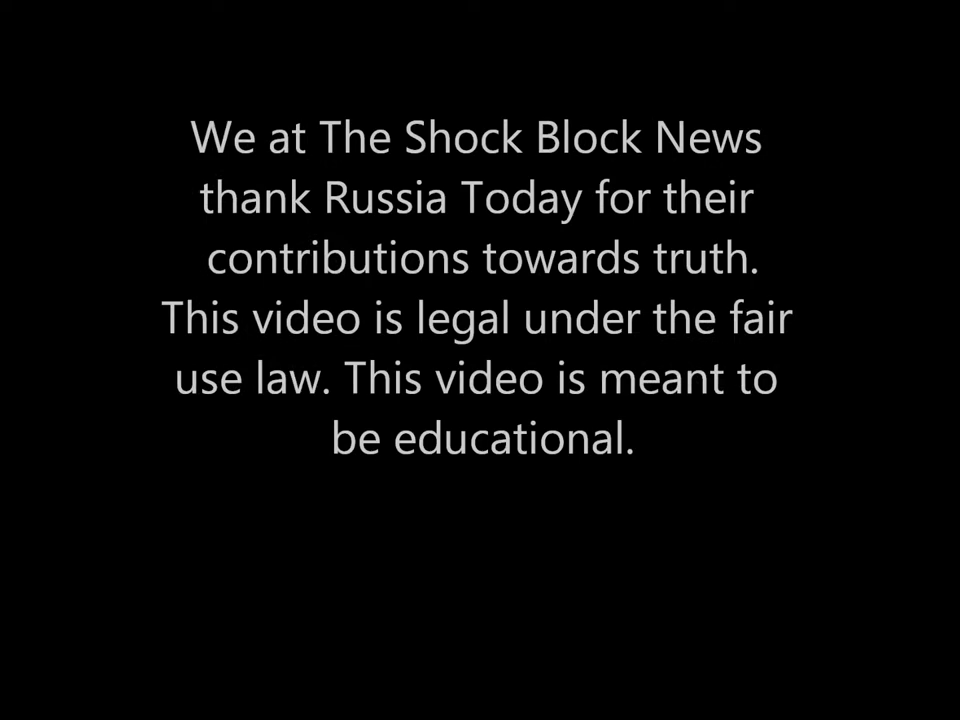 We at The Shock Block News
thank Russia Today for their
contributions towards truth.
This video is legal under the fair
use law. This video is meant to
be educational.